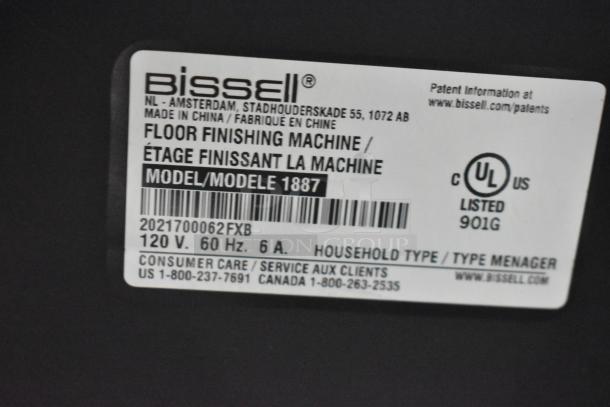 BISSELL®
NL - AMSTERDAM, STADHOUDERSKADE 55, 1072 AB
MADE IN CHINA / FABRIQUÉ EN CHINE
FLOOR FINISHING MACHINE /
ÉTAGE FINISSANT LA MACHINE
MODEL/MODELE 1887
2021700062FXB
120 V. 60 Hz. 6 A. HOUSEHOLD TYPE / TYPE MENAGER
CONSUMER CARE / SERVICE AUX CLIENTS
US 1-800-237-7691 CANADA 1-800-263-2535
WWW.BISSELL.COM
Patent Information at
www.bissell.com/patents
C UL US
LISTED
901G